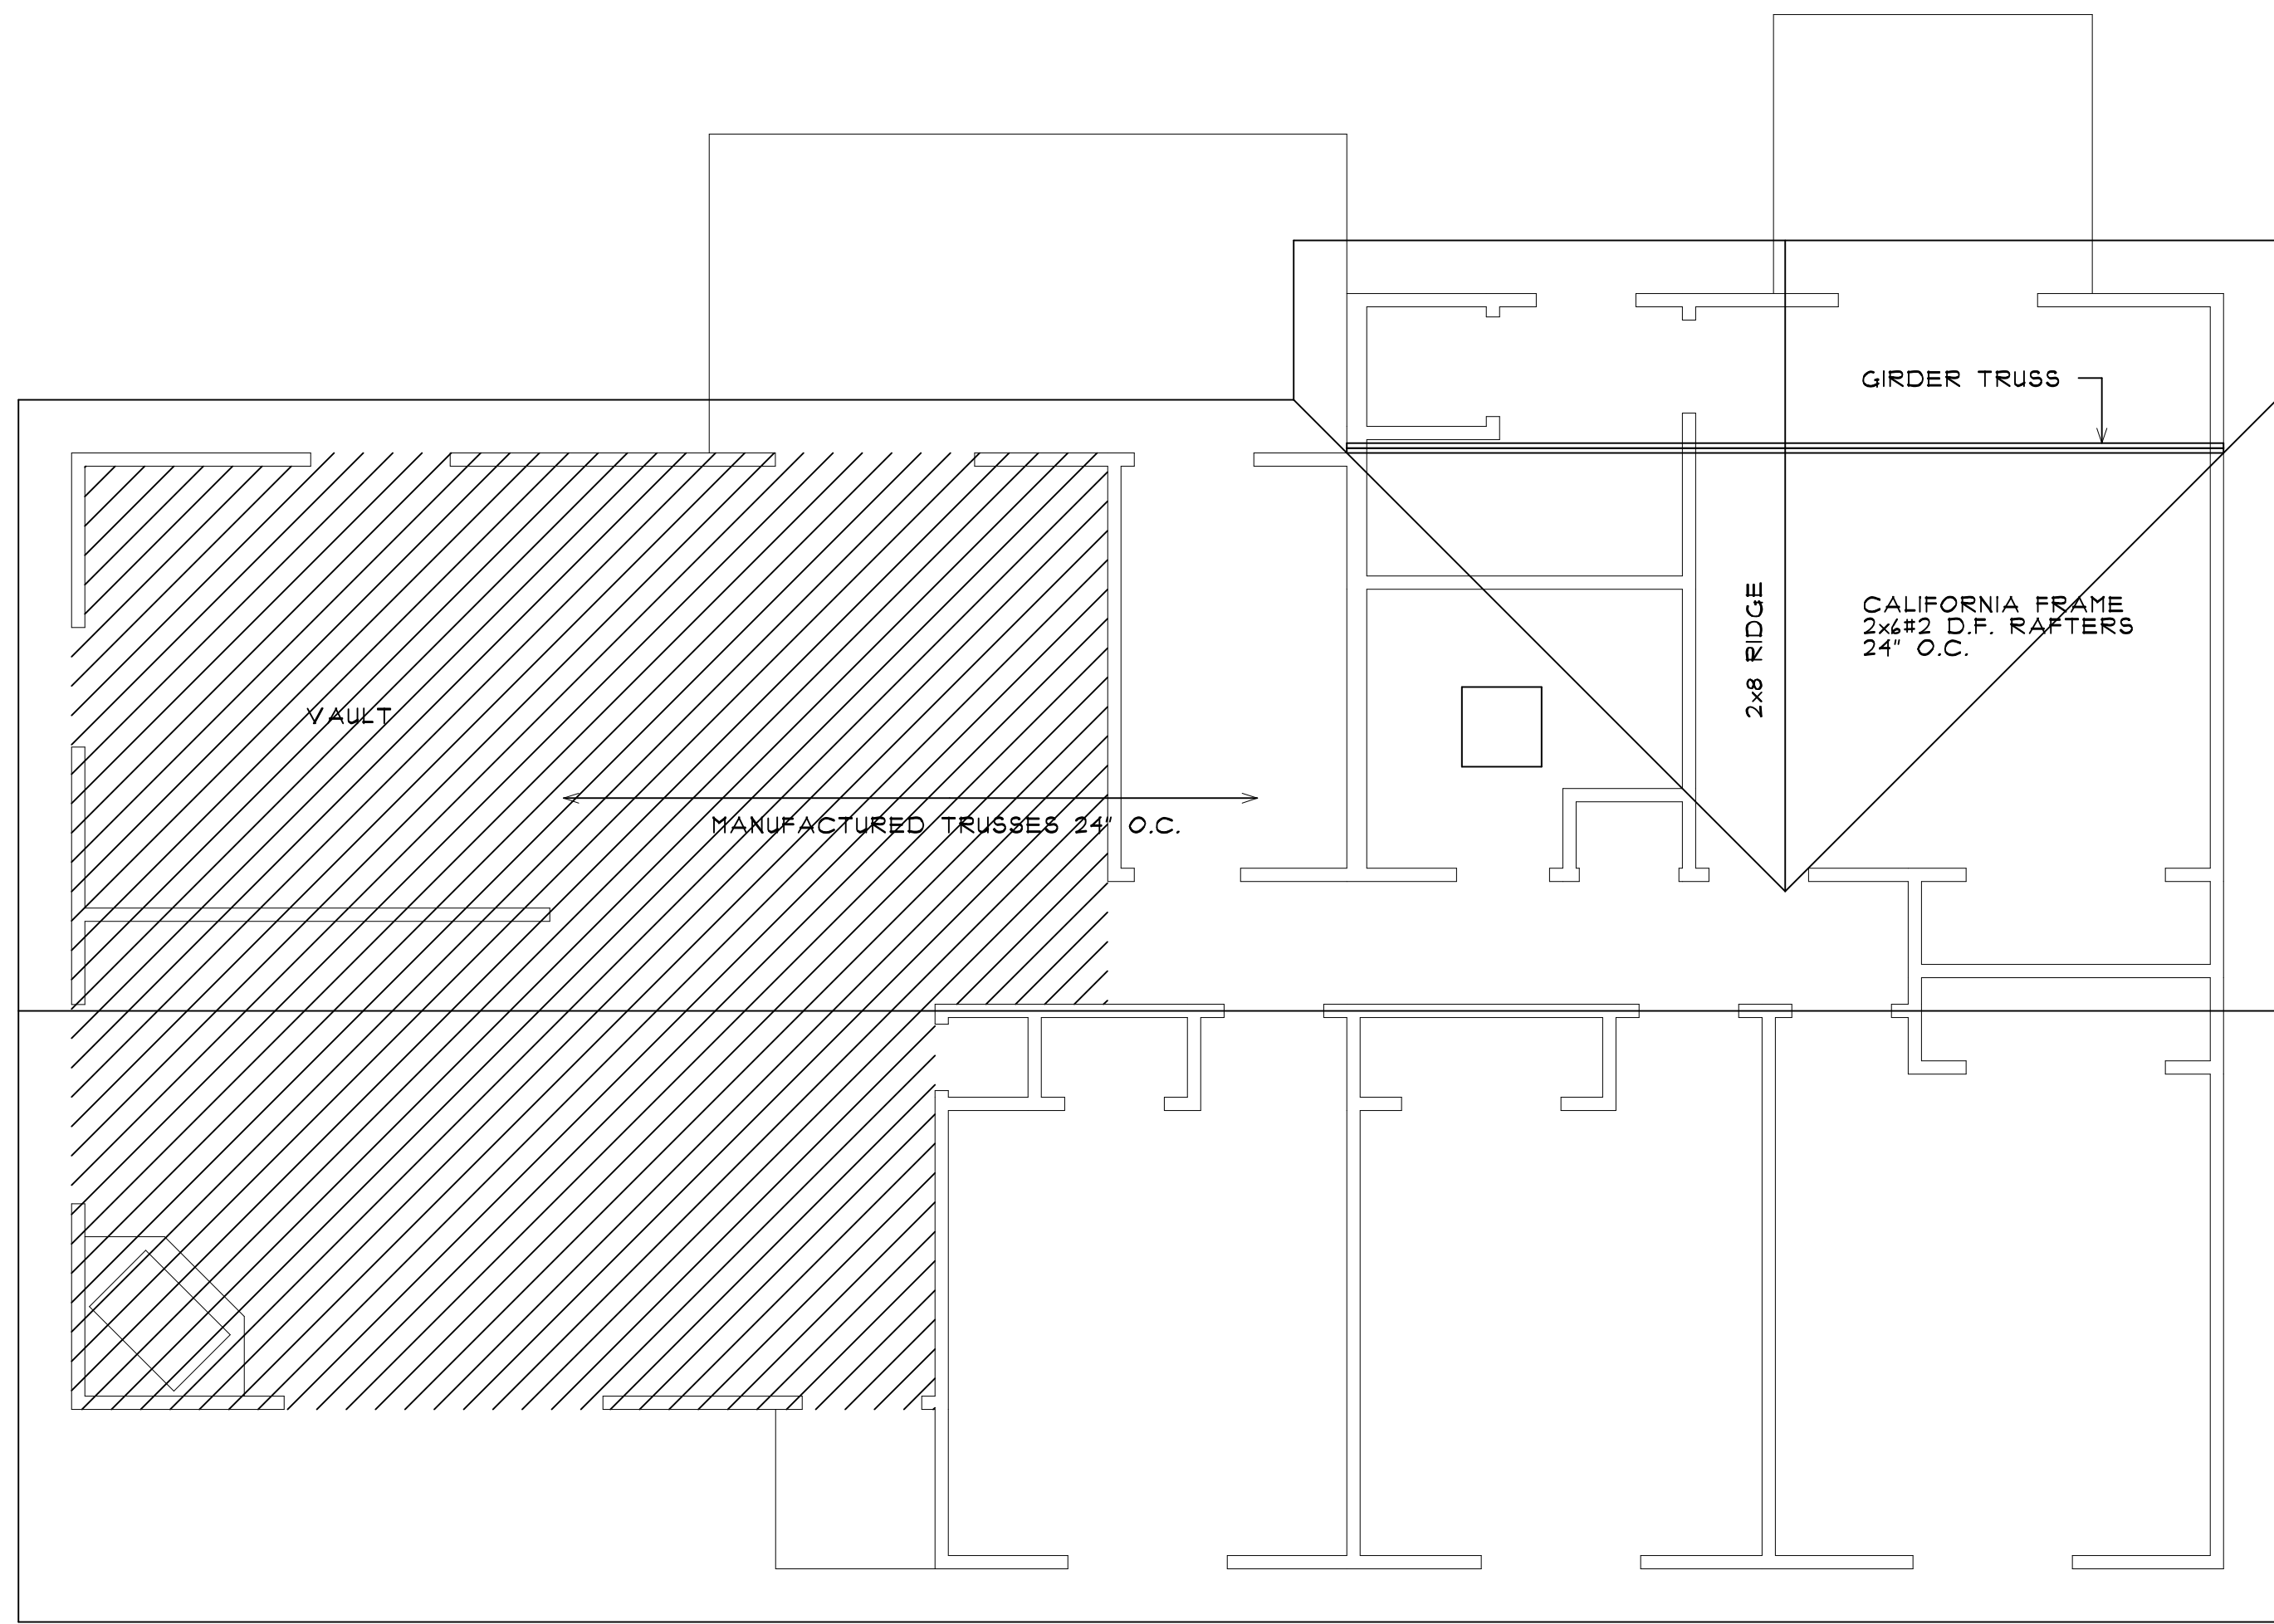 GIRDER TRUSS
CALIFORNIA FRAME
2x6#2 D.F. RAFTERS
24" O.C.
2x8 RIDGE
VAULT
MANUFACTURED TRUSSES 24" O.C.